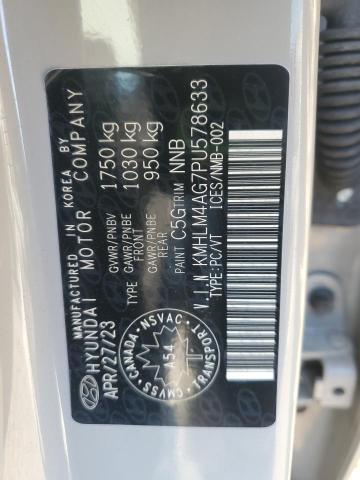 MANUFACTURED IN KOREA BY
HYUNDAI MOTOR COMPANY
APR/27/23
GVWR/PNBV 1750 kg
TYPE GAWR/PNBE FRONT 1030 kg
GAWR/PNBE REAR 950 kg
PAINT C5G TRIM NNB
V.I.N KMHLM4AG7PU578633
TYPE:PC/VT ICES/NMB-002
CANADA NSVAC
A54
CMVSS TRANSPORT